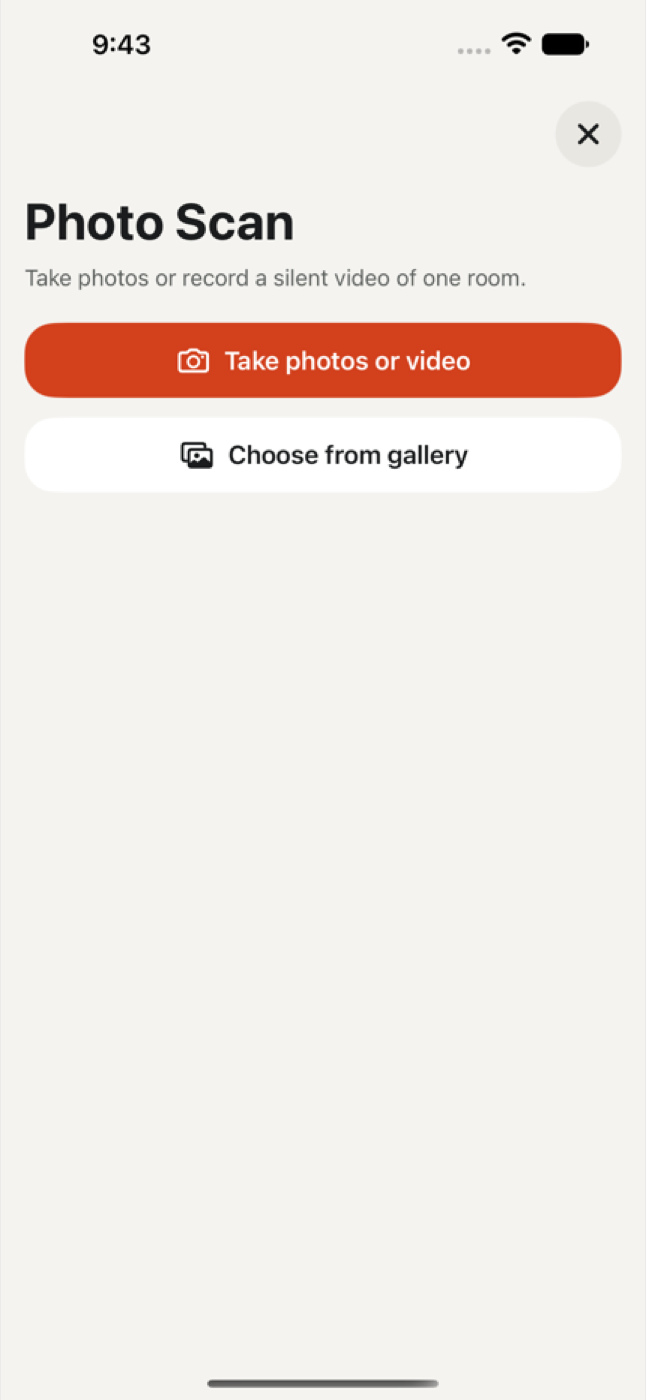 9:43
Photo Scan
Take photos or record a silent video of one room.
Take photos or video
Choose from gallery